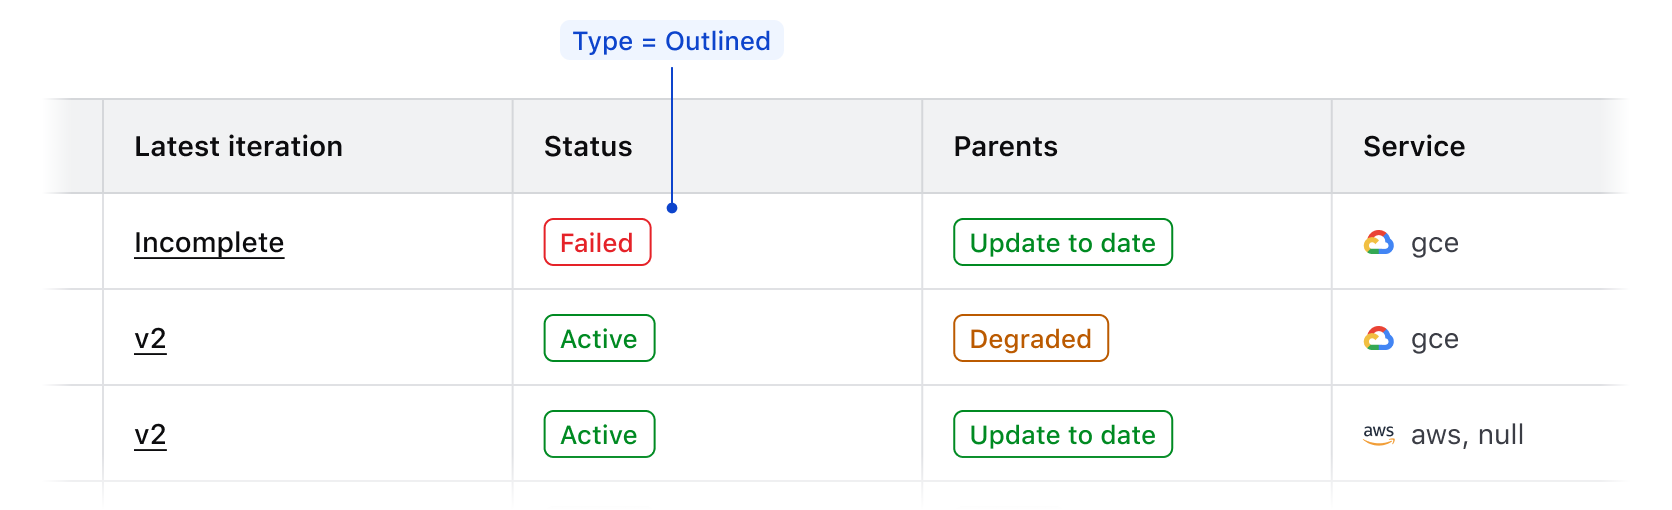 Type = Outlined
Latest iteration Status Parents Service
Incomplete Failed Update to date gce
v2 Active Degraded gce
v2 Active Update to date aws aws, null